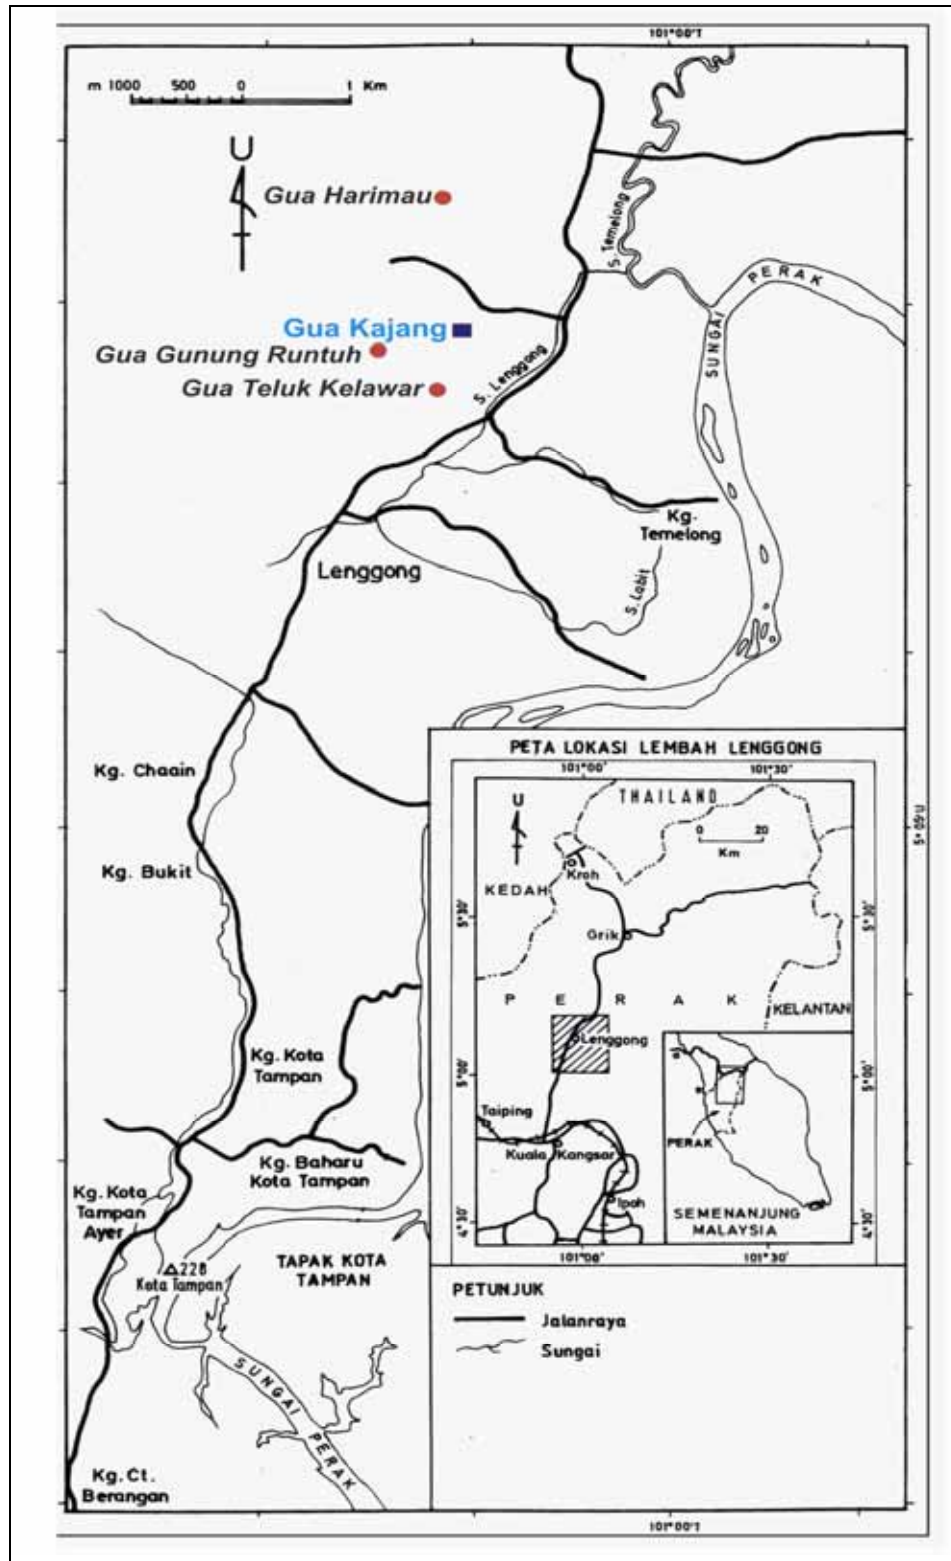 101°00'T
m 1000 500 0 1 Km
U
Gua Harimau
S. Temelong
PERAK
SUNGAI
Gua Kajang
Gua Gunung Runtuh
Gua Teluk Kelawar
S. Lenggong
Kg.
Temelong
Lenggong
S. Labit
Kg. Chaain
Kg. Bukit
5°05'U
Kg. Kota
Tampan
Kg. Baharu
Kota Tampan
Kg. Kota
Tampan
Ayer
228
Kota Tampan
TAPAK KOTA
TAMPAN
SUNGAI PERAK
Kg. Ct.
Berangan
101°00'T
PETA LOKASI LEMBAH LENGGONG
101°00' 101°30'
U
THAILAND
0 20
Km
Kroh
KEDAH
5°30' 5°30'
Grik
PERAK
KELANTAN
Lenggong
5°00' 5°00'
Taiping
Kuala Kangsar
Ipoh
PERAK
SEMENANJUNG
MALAYSIA
4°30' 4°30'
101°00' 101°30'
PETUNJUK
Jalanraya
Sungai